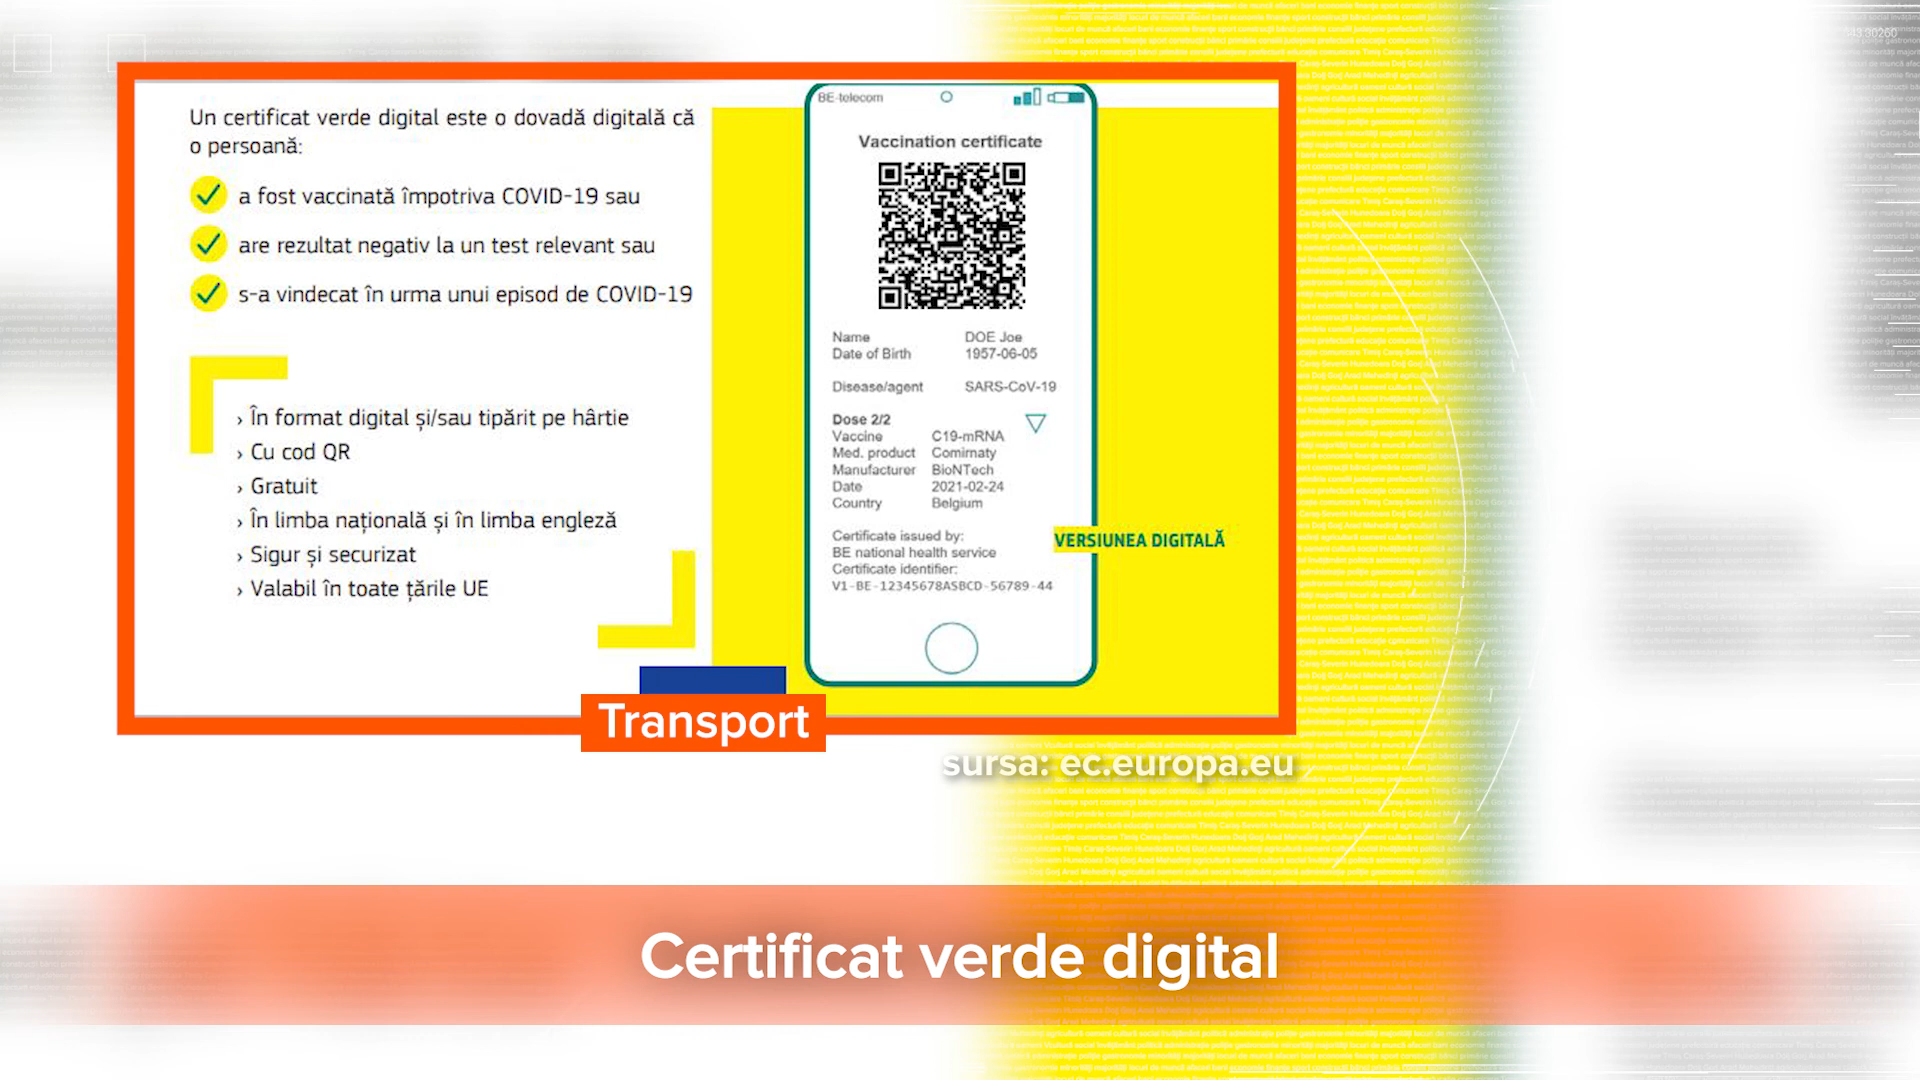 Un certificat verde digital este o dovadă digitală că
o persoană:
a fost vaccinată împotriva COVID-19 sau
are rezultat negativ la un test relevant sau
s-a vindecat în urma unui episod de COVID-19
› În format digital și/sau tipărit pe hârtie
› Cu cod QR
› Gratuit
› În limba națională și în limba engleză
› Sigur și securizat
› Valabil în toate țările UE
BE-telecom
Vaccination certificate
Name DOE Joe
Date of Birth 1957-06-05
Disease/agent SARS-CoV-19
Dose 2/2
Vaccine C19-mRNA
Med. product Comirnaty
Manufacturer BioNTech
Date 2021-02-24
Country Belgium
Certificate issued by:
BE national health service
Certificate identifier:
V1-BE-12345678ASBCD-56789-44
VERSIUNEA DIGITALĂ
Transport
sursa: ec.europa.eu
Certificat verde digital